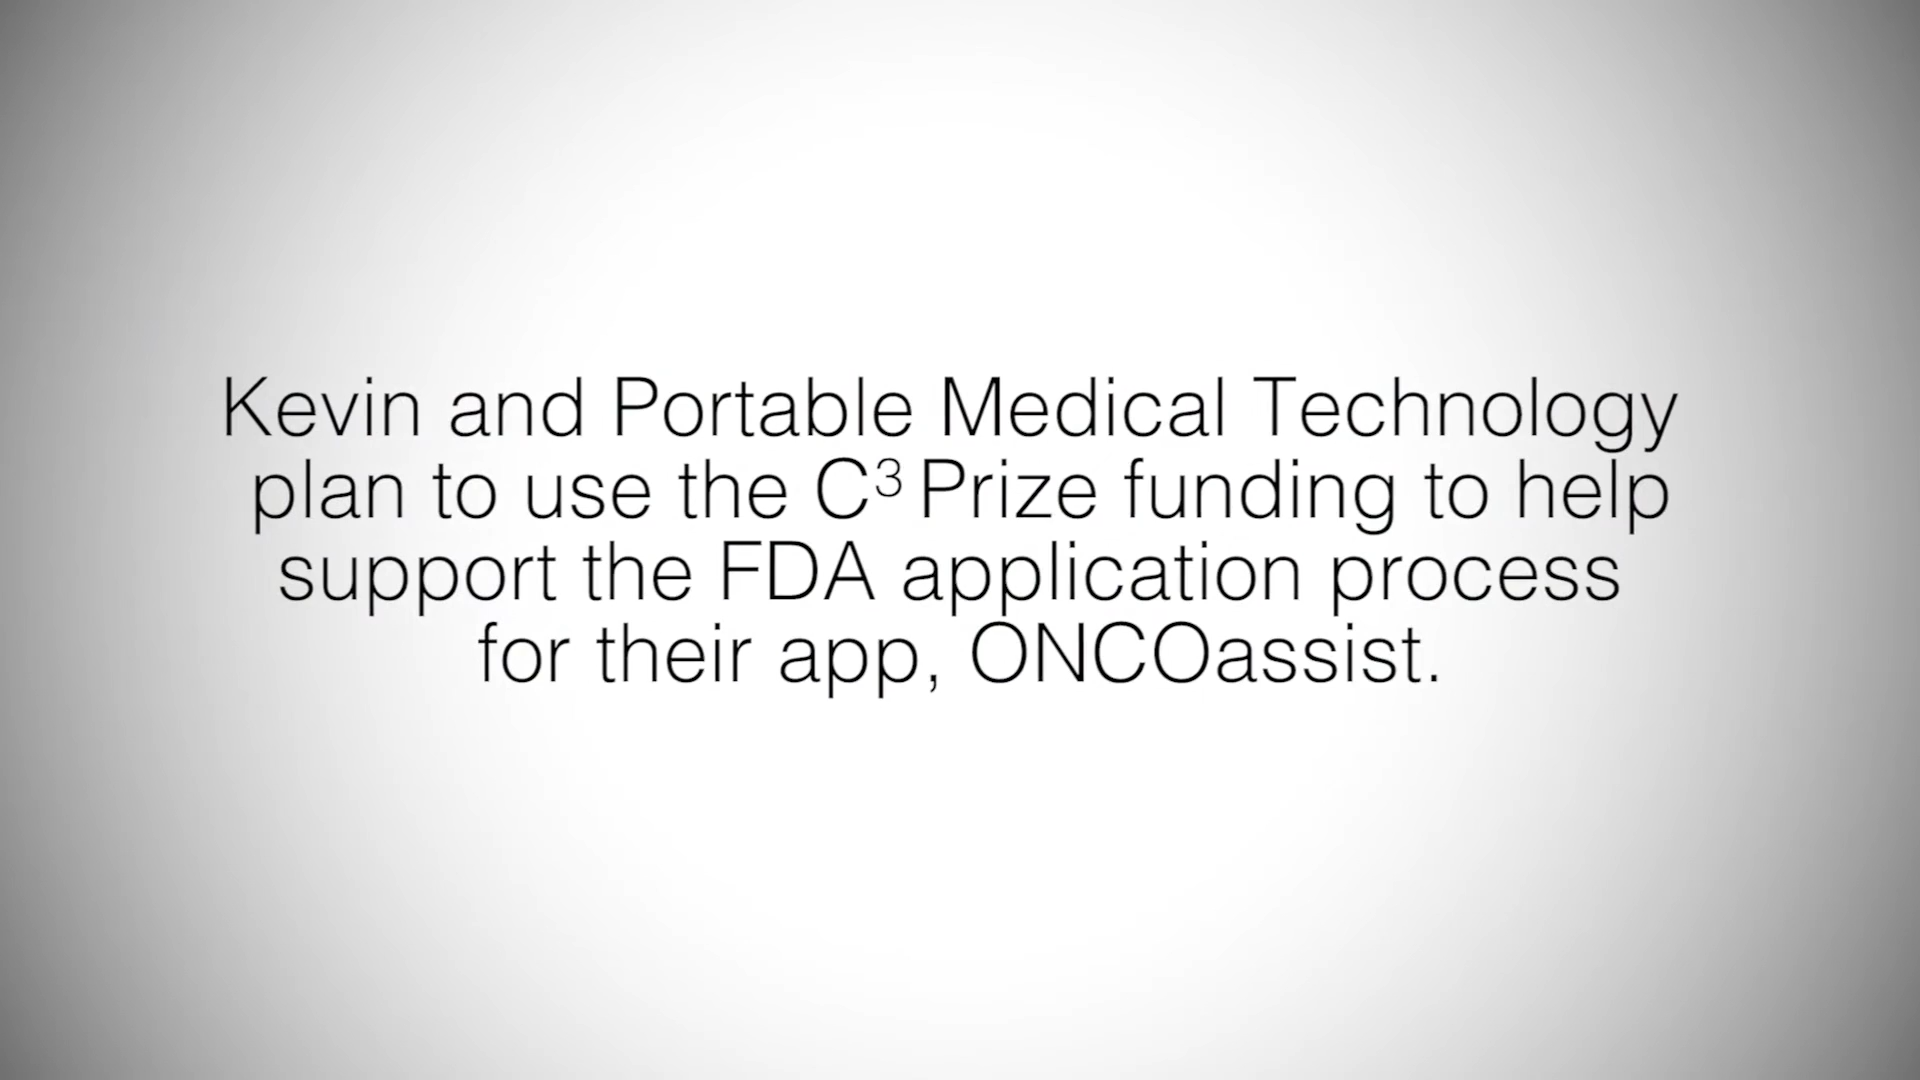 Kevin and Portable Medical Technology
plan to use the C³ Prize funding to help
support the FDA application process
for their app, ONCOassist.